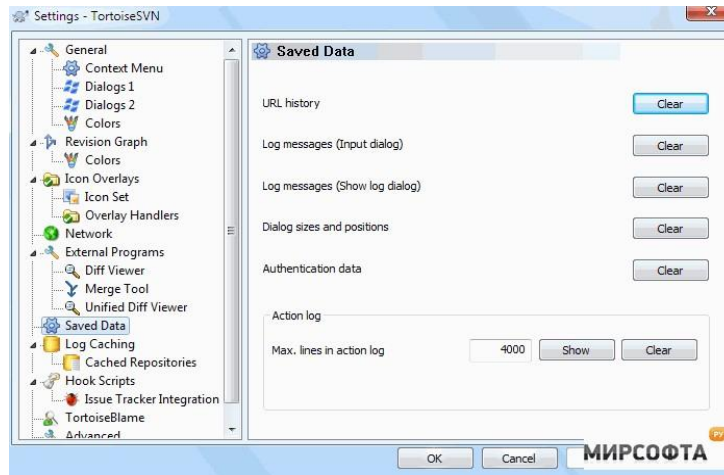 Settings - TortoiseSVN
General
Context Menu
Dialogs 1
Dialogs 2
Colors
Revision Graph
Colors
Icon Overlays
Icon Set
Overlay Handlers
Network
External Programs
Diff Viewer
Merge Tool
Unified Diff Viewer
Saved Data
Log Caching
Cached Repositories
Hook Scripts
Issue Tracker Integration
TortoiseBlame
Advanced
Saved Data
URL history Clear
Log messages (Input dialog) Clear
Log messages (Show log dialog) Clear
Dialog sizes and positions Clear
Authentication data Clear
Action log
Max. lines in action log 4000 Show Clear
OK Cancel
МИРСОФТА
РУ